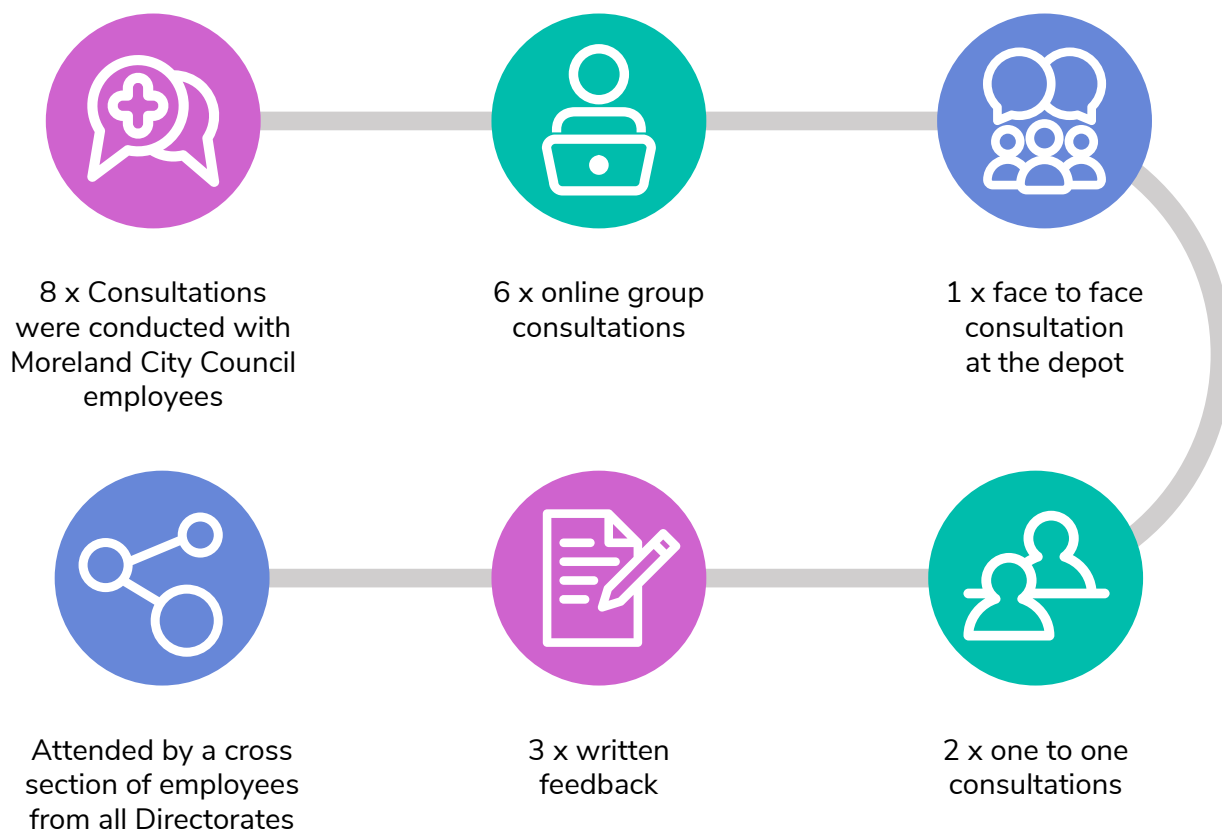 8 x Consultations
were conducted with
Moreland City Council
employees
6 x online group
consultations
1 x face to face
consultation
at the depot
2 x one to one
consultations
3 x written
feedback
Attended by a cross
section of employees
from all Directorates